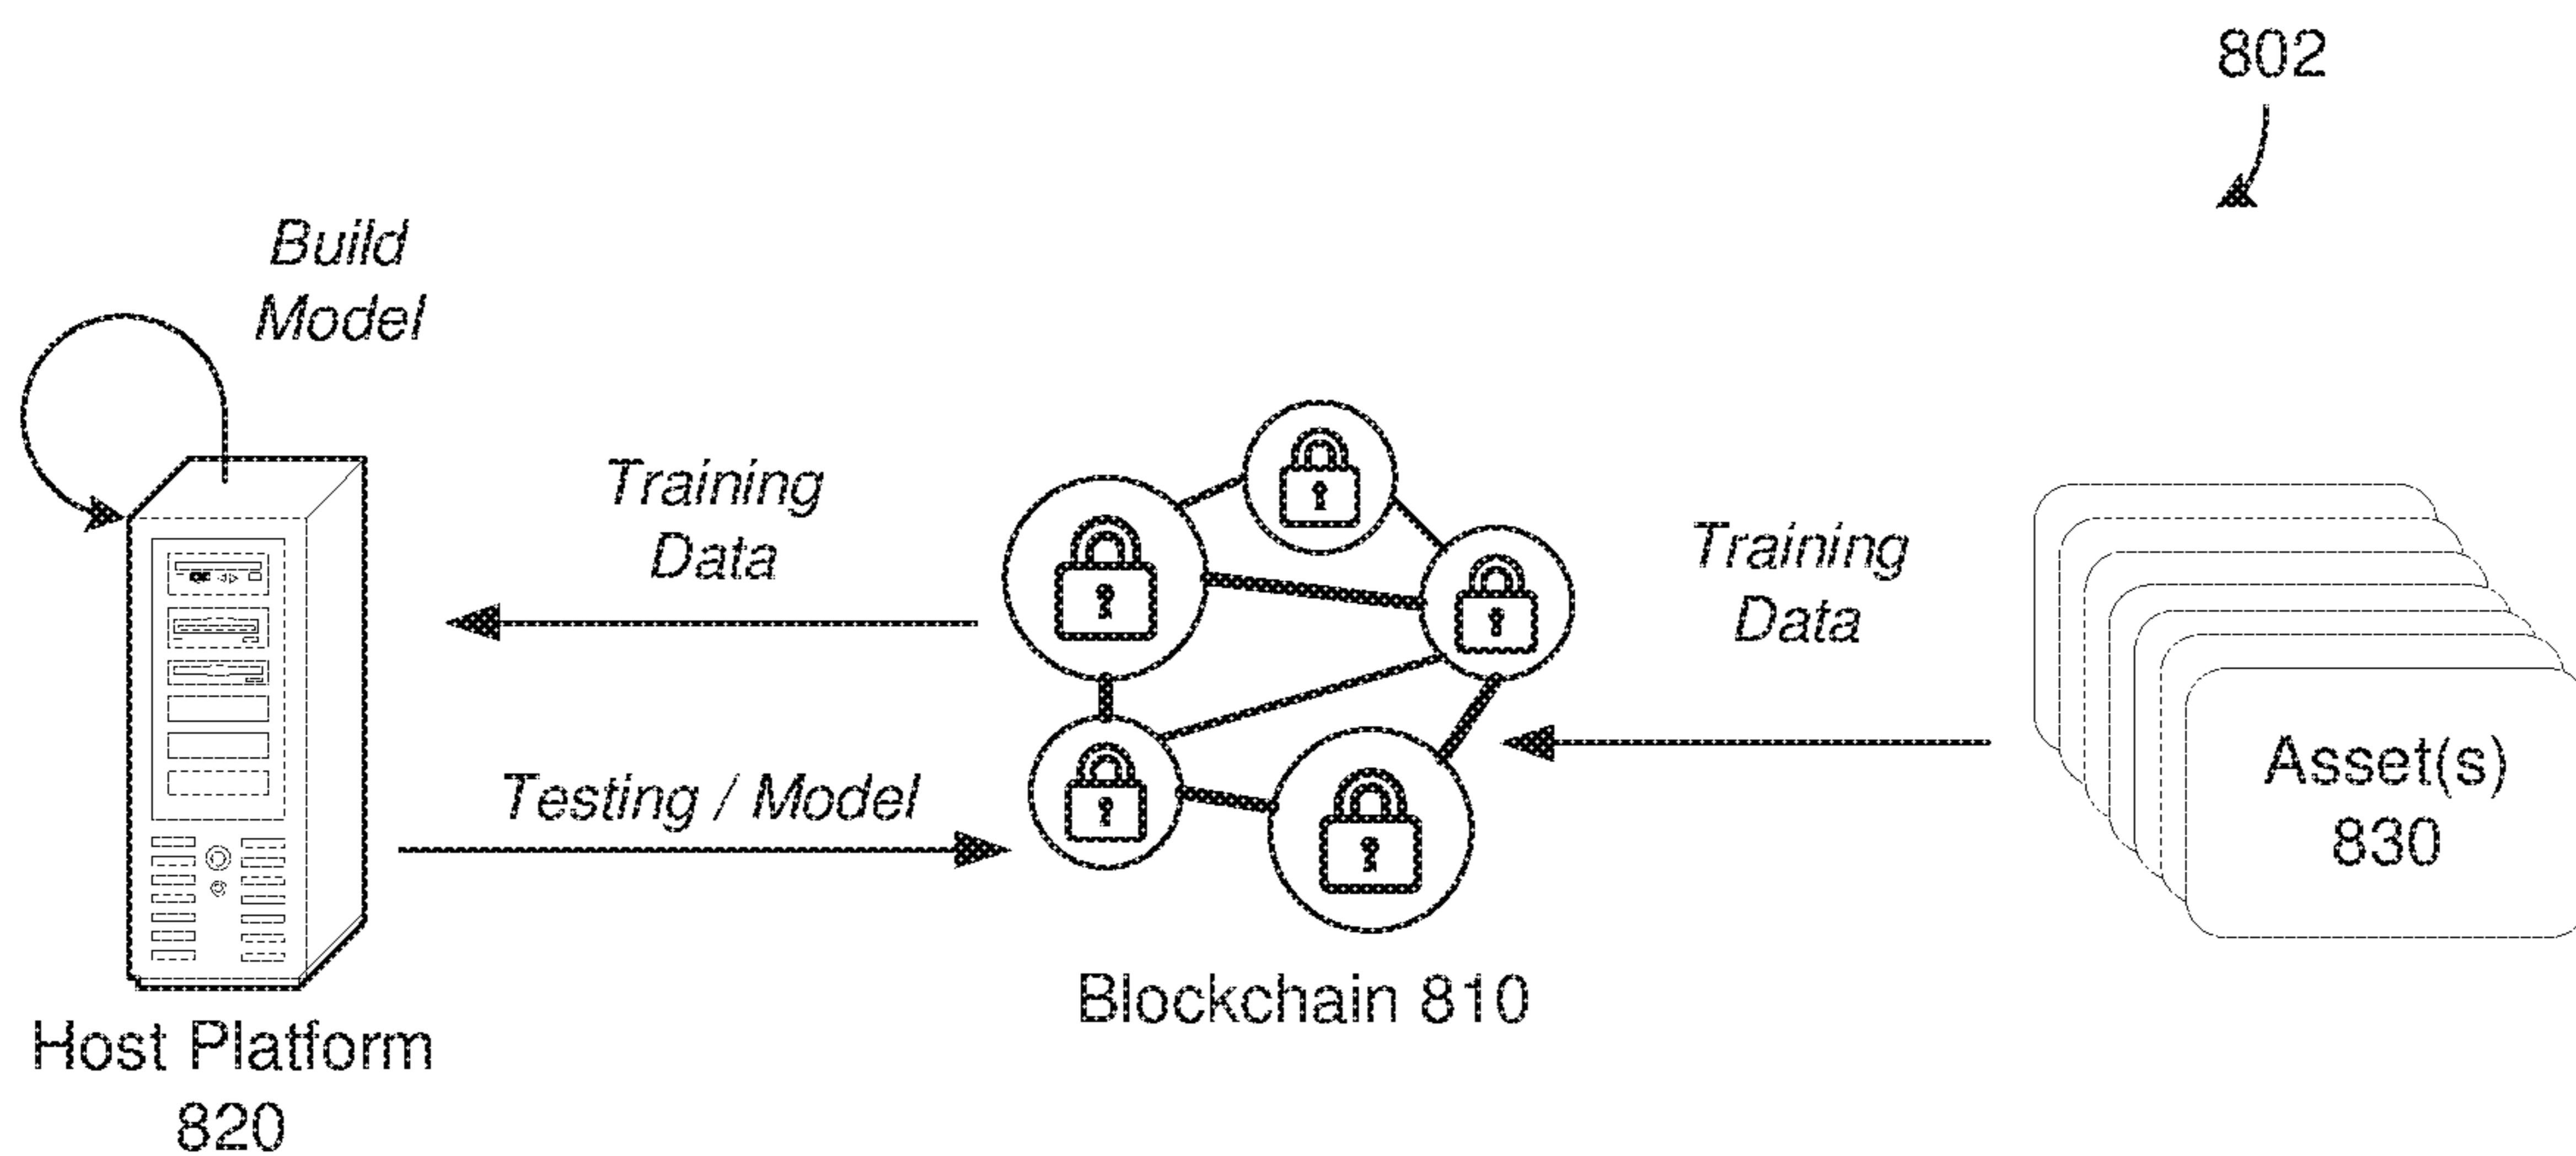 802
Build
Model
Training
Data
Training
Data
Testing / Model
Asset(s)
830
Blockchain 810
Host Platform
820